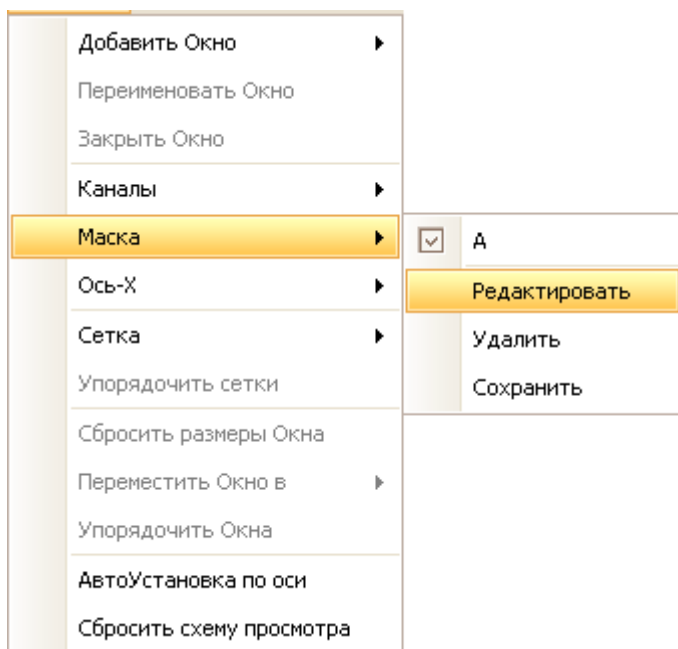 Добавить Окно
Переименовать Окно
Закрыть Окно
Каналы
Маска
Ось-X
Сетка
Упорядочить сетки
Сбросить размеры Окна
Переместить Окно в
Упорядочить Окна
АвтоУстановка по оси
Сбросить схему просмотра
A
Редактировать
Удалить
Сохранить